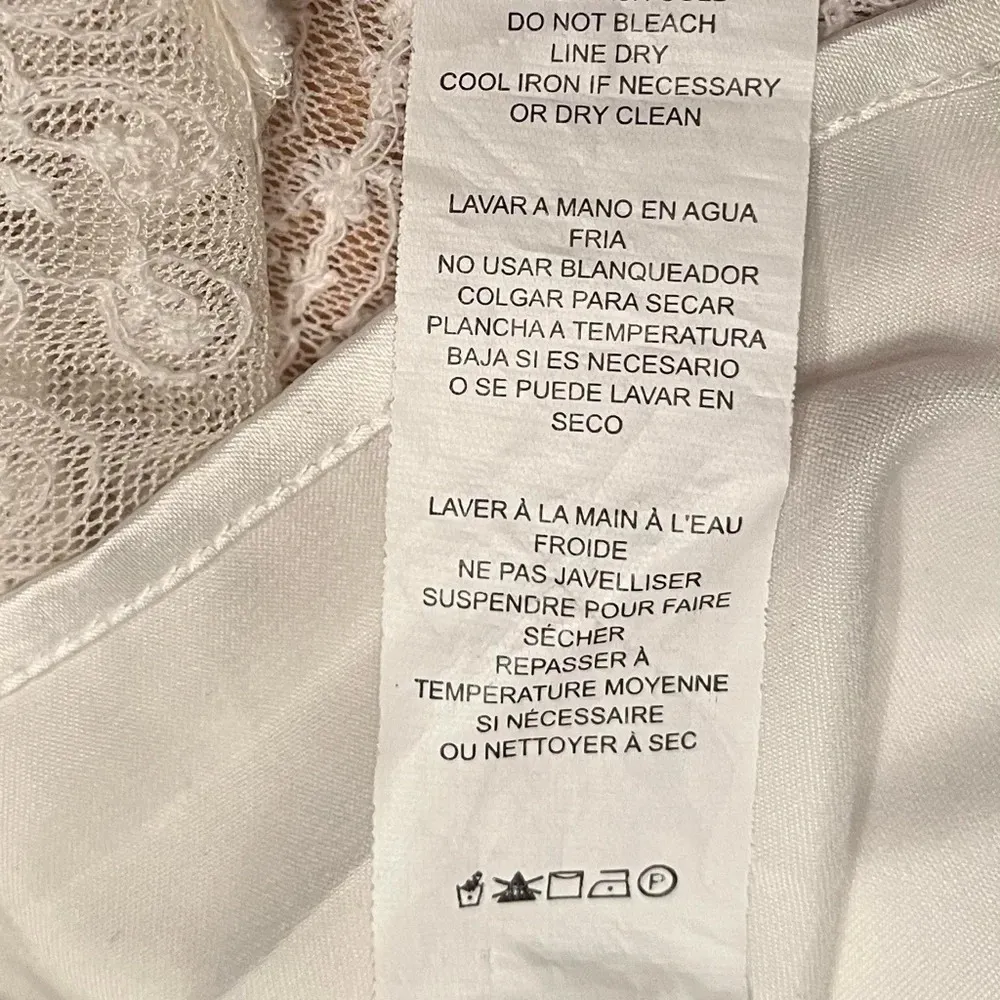 DO NOT BLEACH
LINE DRY
COOL IRON IF NECESSARY
OR DRY CLEAN
LAVAR A MANO EN AGUA
FRIA
NO USAR BLANQUEADOR
COLGAR PARA SECAR
PLANCHA A TEMPERATURA
BAJA SI ES NECESARIO
O SE PUEDE LAVAR EN
SECO
LAVER À LA MAIN À L'EAU
FROIDE
NE PAS JAVELLISER
SUSPENDRE POUR FAIRE
SÉCHER
REPASSER À
TEMPÉRATURE MOYENNE
SI NÉCESSAIRE
OU NETTOYER À SEC
P